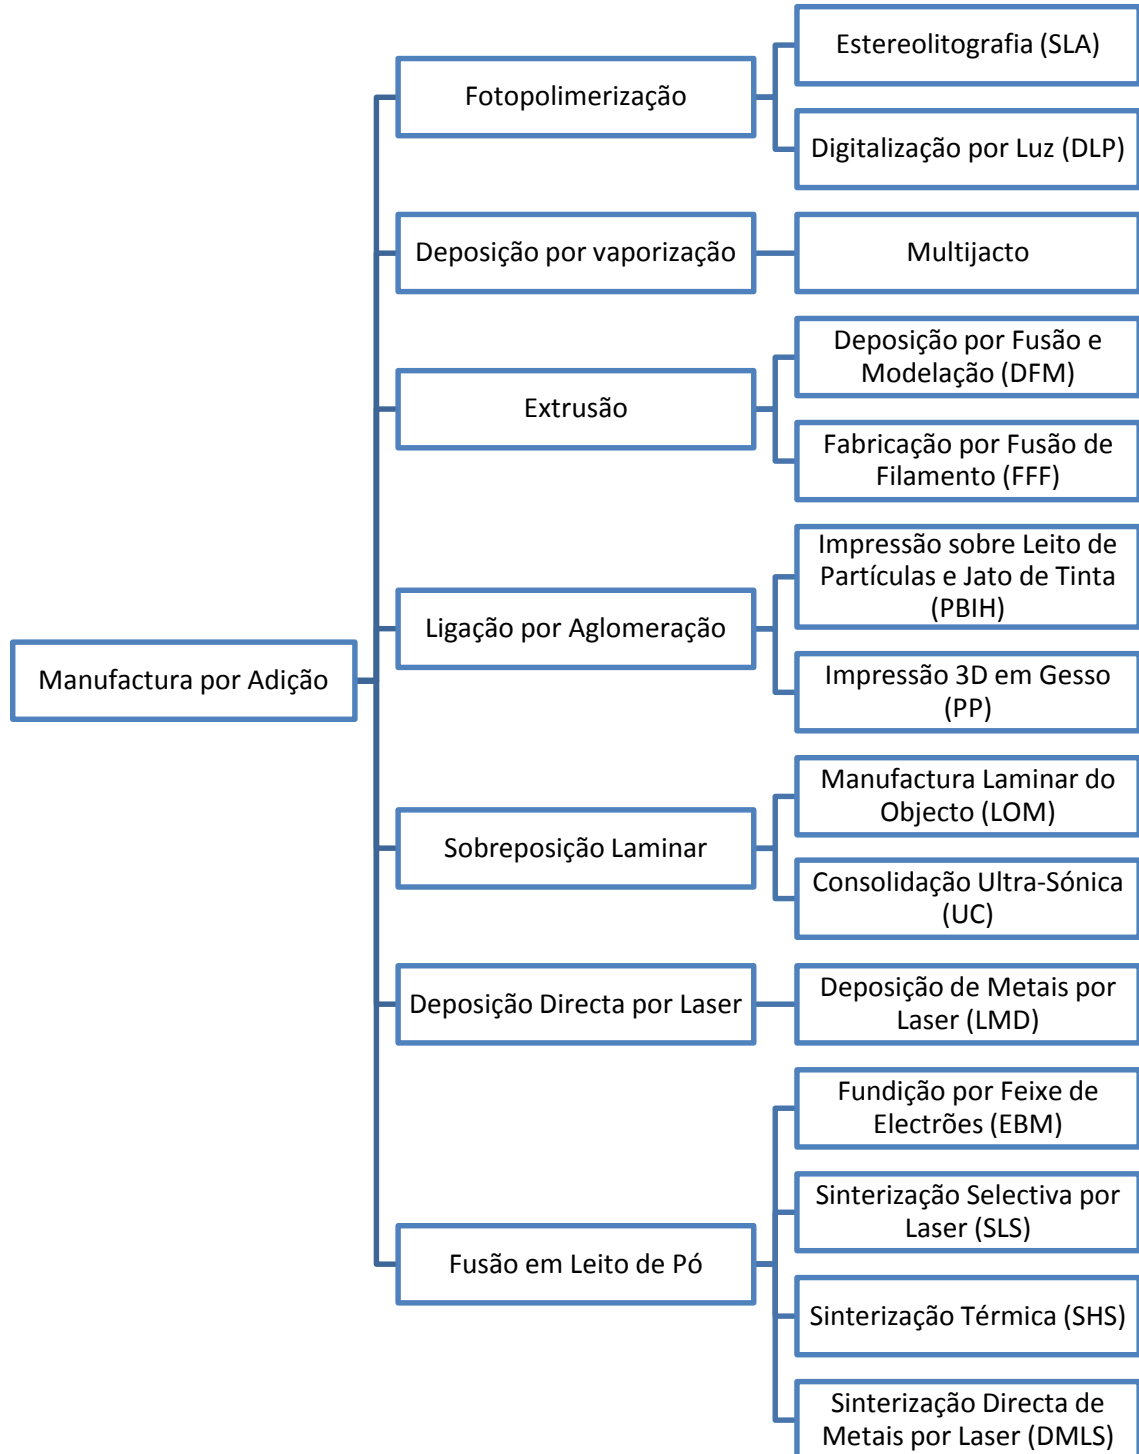 Manufactura por Adição
Fotopolimerização
Estereolitografia (SLA)
Digitalização por Luz (DLP)
Deposição por vaporização
Multijacto
Extrusão
Deposição por Fusão e
Modelação (DFM)
Fabricação por Fusão de
Filamento (FFF)
Ligação por Aglomeração
Impressão sobre Leito de
Partículas e Jato de Tinta
(PBIH)
Impressão 3D em Gesso
(PP)
Sobreposição Laminar
Manufactura Laminar do
Objecto (LOM)
Consolidação Ultra-Sónica
(UC)
Deposição Directa por Laser
Deposição de Metais por
Laser (LMD)
Fusão em Leito de Pó
Fundição por Feixe de
Electrões (EBM)
Sinterização Selectiva por
Laser (SLS)
Sinterização Térmica (SHS)
Sinterização Directa de
Metais por Laser (DMLS)